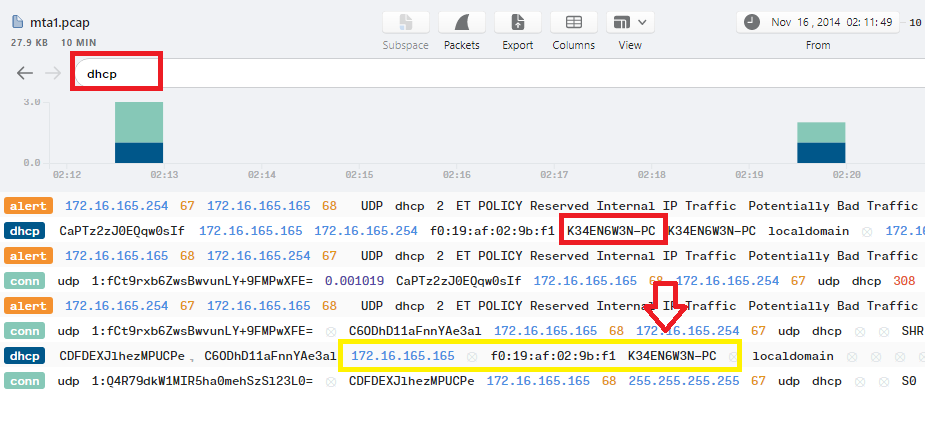 mta1.pcap
27.9 KB 10 MIN
Subspace Packets Export Columns View
Nov 16 , 2014 02:11:49 – 10
From
dhcp
3.0
0.0
02:12 02:13 02:14 02:15 02:16 02:17 02:18 02:19 02:20
alert 172.16.165.254 67 172.16.165.165 68 UDP dhcp 2 ET POLICY Reserved Internal IP Traffic Potentially Bad Traffic
dhcp CaPTz2zJ0EQqw0sIf 172.16.165.165 172.16.165.254 f0:19:af:02:9b:f1 K34EN6W3N-PC K34EN6W3N-PC localdomain 172.16
alert 172.16.165.165 68 172.16.165.254 67 UDP dhcp 2 ET POLICY Reserved Internal IP Traffic Potentially Bad Traffic
conn udp 1:fCt9rxb6ZwsBwvunLY+9FMPwXFE= 0.001019 CaPTz2zJ0EQqw0sIf 172.16.165.165 68 172.16.165.254 67 udp dhcp 308
alert 172.16.165.254 67 172.16.165.165 68 UDP dhcp 2 ET POLICY Reserved Internal IP Traffic Potentially Bad Traffic
conn udp 1:fCt9rxb6ZwsBwvunLY+9FMPwXFE= C6ODhD11aFnnYAe3al 172.16.165.165 68 172.16.165.254 67 udp dhcp SHR
dhcp CDFDEXJlhezMPUCPe , C6ODhD11aFnnYAe3al 172.16.165.165 f0:19:af:02:9b:f1 K34EN6W3N-PC localdomain
conn udp 1:Q4R79dkW1MIR5ha0mehSzSl23L0= CDFDEXJlhezMPUCPe 172.16.165.165 68 255.255.255.255 67 udp dhcp S0